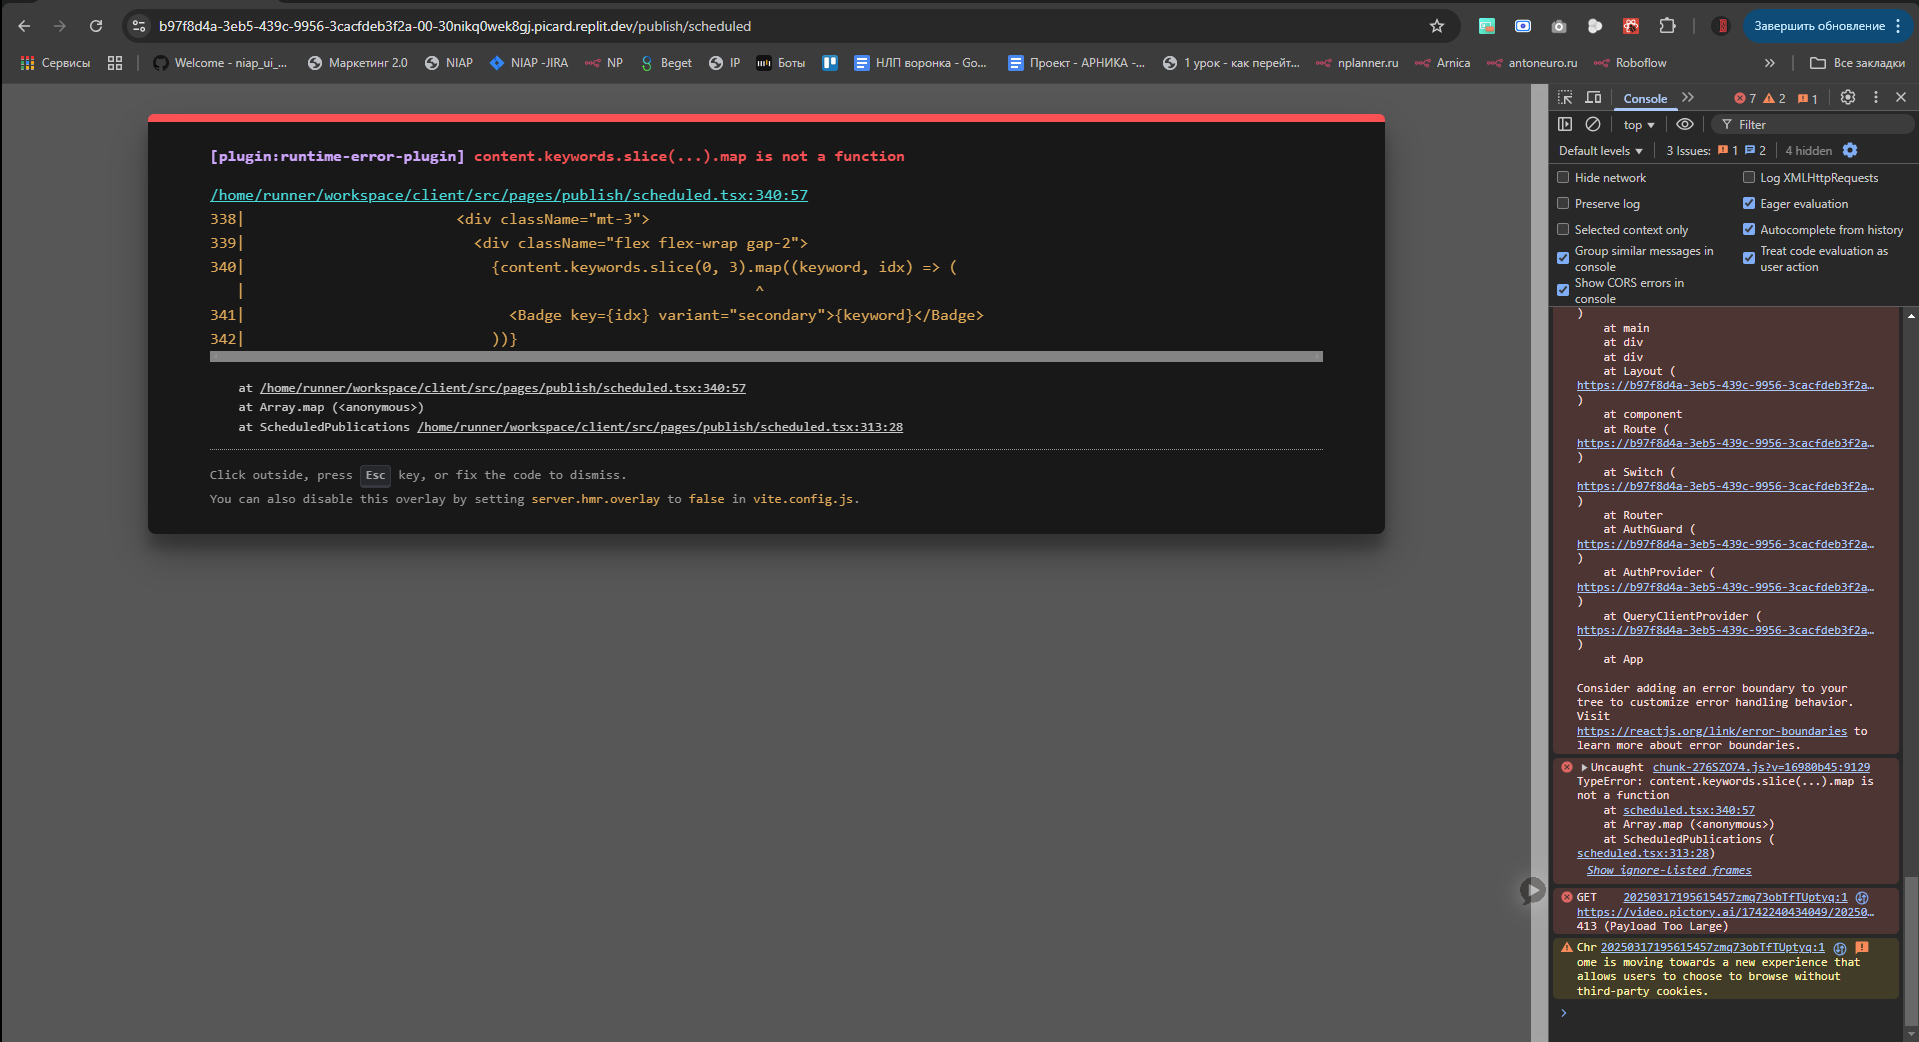 b97f8d4a-3eb5-439c-9956-3cacfdeb3f2a-00-30nikq0wek8gj.picard.replit.dev/publish/scheduled
Завершить обновление
Сервисы
Welcome - niap_ui_...
Маркетинг 2.0
NIAP
NIAP -JIRA
NP
Beget
IP
Боты
НЛП воронка - Go...
Проект - АРНИКА -...
1 урок - как перейт...
nplanner.ru
Arnica
antoneuro.ru
Roboflow
»
Все закладки
[plugin:runtime-error-plugin] content.keywords.slice(...).map is not a function
/home/runner/workspace/client/src/pages/publish/scheduled.tsx:340:57
338| <div className="mt-3">
339| <div className="flex flex-wrap gap-2">
340| {content.keywords.slice(0, 3).map((keyword, idx) => (
| ^
341| <Badge key={idx} variant="secondary">{keyword}</Badge>
342| ))}
at /home/runner/workspace/client/src/pages/publish/scheduled.tsx:340:57
at Array.map (<anonymous>)
at ScheduledPublications /home/runner/workspace/client/src/pages/publish/scheduled.tsx:313:28
Click outside, press Esc key, or fix the code to dismiss.
You can also disable this overlay by setting server.hmr.overlay to false in vite.config.js.
Console » 7 2 1
top Filter
Default levels 3 Issues: 1 2 4 hidden
Hide network
Log XMLHttpRequests
Preserve log
Eager evaluation
Selected context only
Autocomplete from history
Group similar messages in console
Treat code evaluation as user action
Show CORS errors in console
)
at main
at div
at div
at Layout (
https://b97f8d4a-3eb5-439c-9956-3cacfdeb3f2a…
)
at component
at Route (
https://b97f8d4a-3eb5-439c-9956-3cacfdeb3f2a…
)
at Switch (
https://b97f8d4a-3eb5-439c-9956-3cacfdeb3f2a…
)
at Router
at AuthGuard (
https://b97f8d4a-3eb5-439c-9956-3cacfdeb3f2a…
)
at AuthProvider (
https://b97f8d4a-3eb5-439c-9956-3cacfdeb3f2a…
)
at QueryClientProvider (
https://b97f8d4a-3eb5-439c-9956-3cacfdeb3f2a…
)
at App
Consider adding an error boundary to your
tree to customize error handling behavior.
Visit
https://reactjs.org/link/error-boundaries to
learn more about error boundaries.
Uncaught chunk-276SZO74.js?v=16980b45:9129
TypeError: content.keywords.slice(...).map is
not a function
at scheduled.tsx:340:57
at Array.map (<anonymous>)
at ScheduledPublications (
scheduled.tsx:313:28)
Show ignore-listed frames
GET 20250317195615457zmq73obTfTUptyq:1
https://video.pictory.ai/1742240434049/20250…
413 (Payload Too Large)
Chr 20250317195615457zmq73obTfTUptyq:1
ome is moving towards a new experience that
allows users to choose to browse without
third-party cookies.